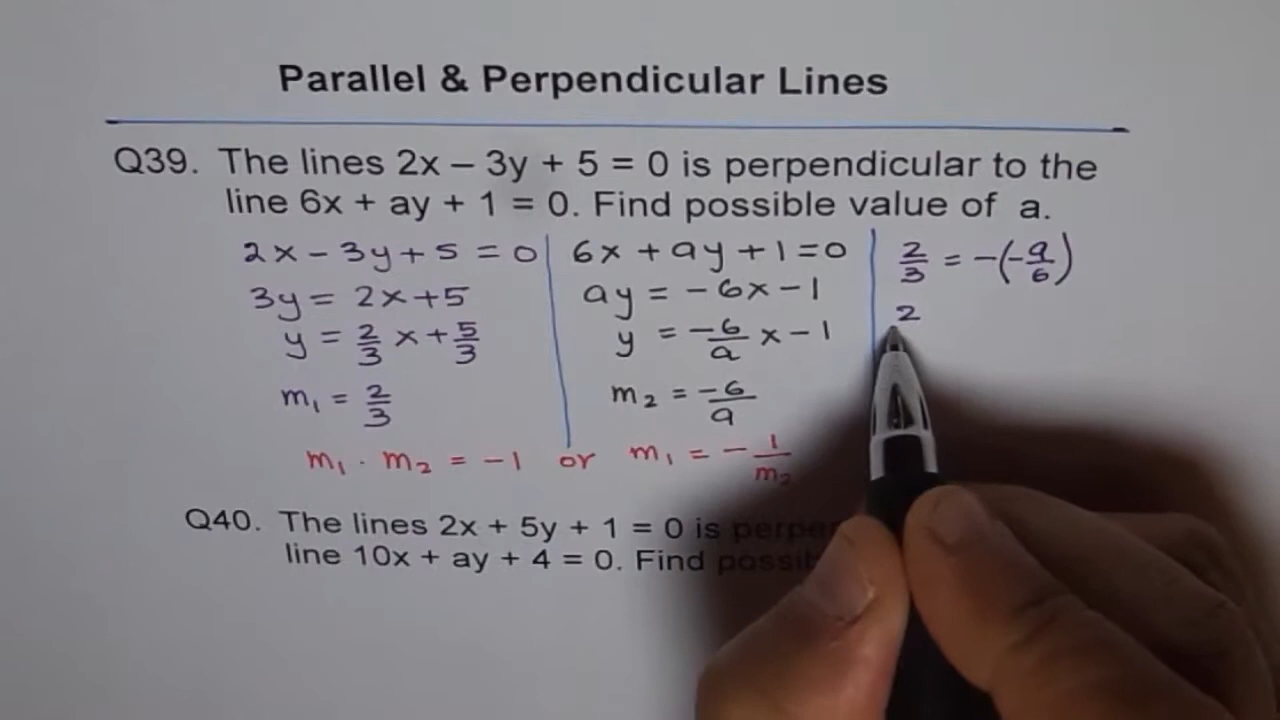 Parallel & Perpendicular Lines
Q39. The lines 2x – 3y + 5 = 0 is perpendicular to the
line 6x + ay + 1 = 0. Find possible value of a.
2x - 3y + 5 = 0
3y = 2x + 5
y = 2/3 x + 5/3
m₁ = 2/3
6x + ay + 1 = 0
ay = -6x - 1
y = -6/a x - 1
m₂ = -6/a
2/3 = -(-a/6)
2
m₁ · m₂ = -1 or m₁ = - 1/m₂
Q40. The lines 2x + 5y + 1 = 0 is
line 10x + ay + 4 = 0. Find